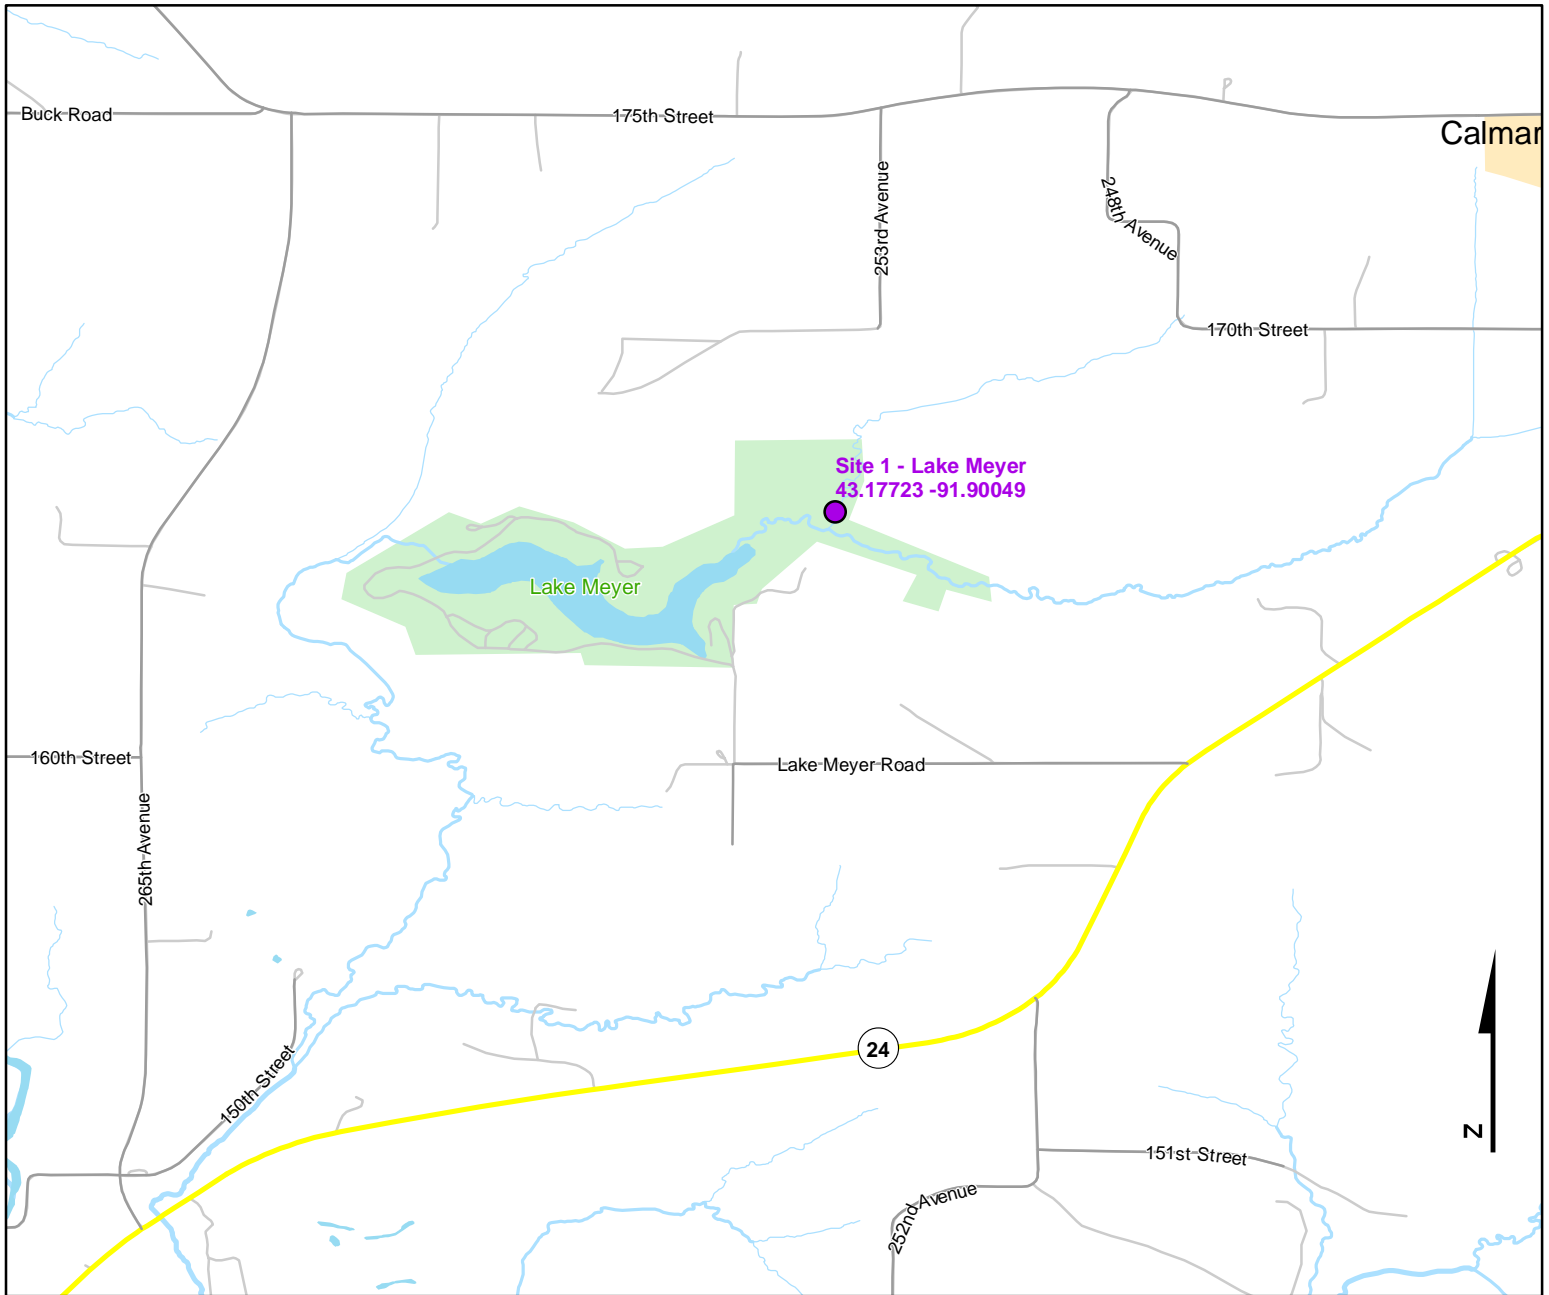 Buck Road
175th Street
Calmar
253rd Avenue
248th Avenue
170th Street
Site 1 - Lake Meyer
43.17723 -91.90049
Lake Meyer
160th Street
Lake Meyer Road
265th Avenue
24
150th Street
N
151st Street
252nd Avenue